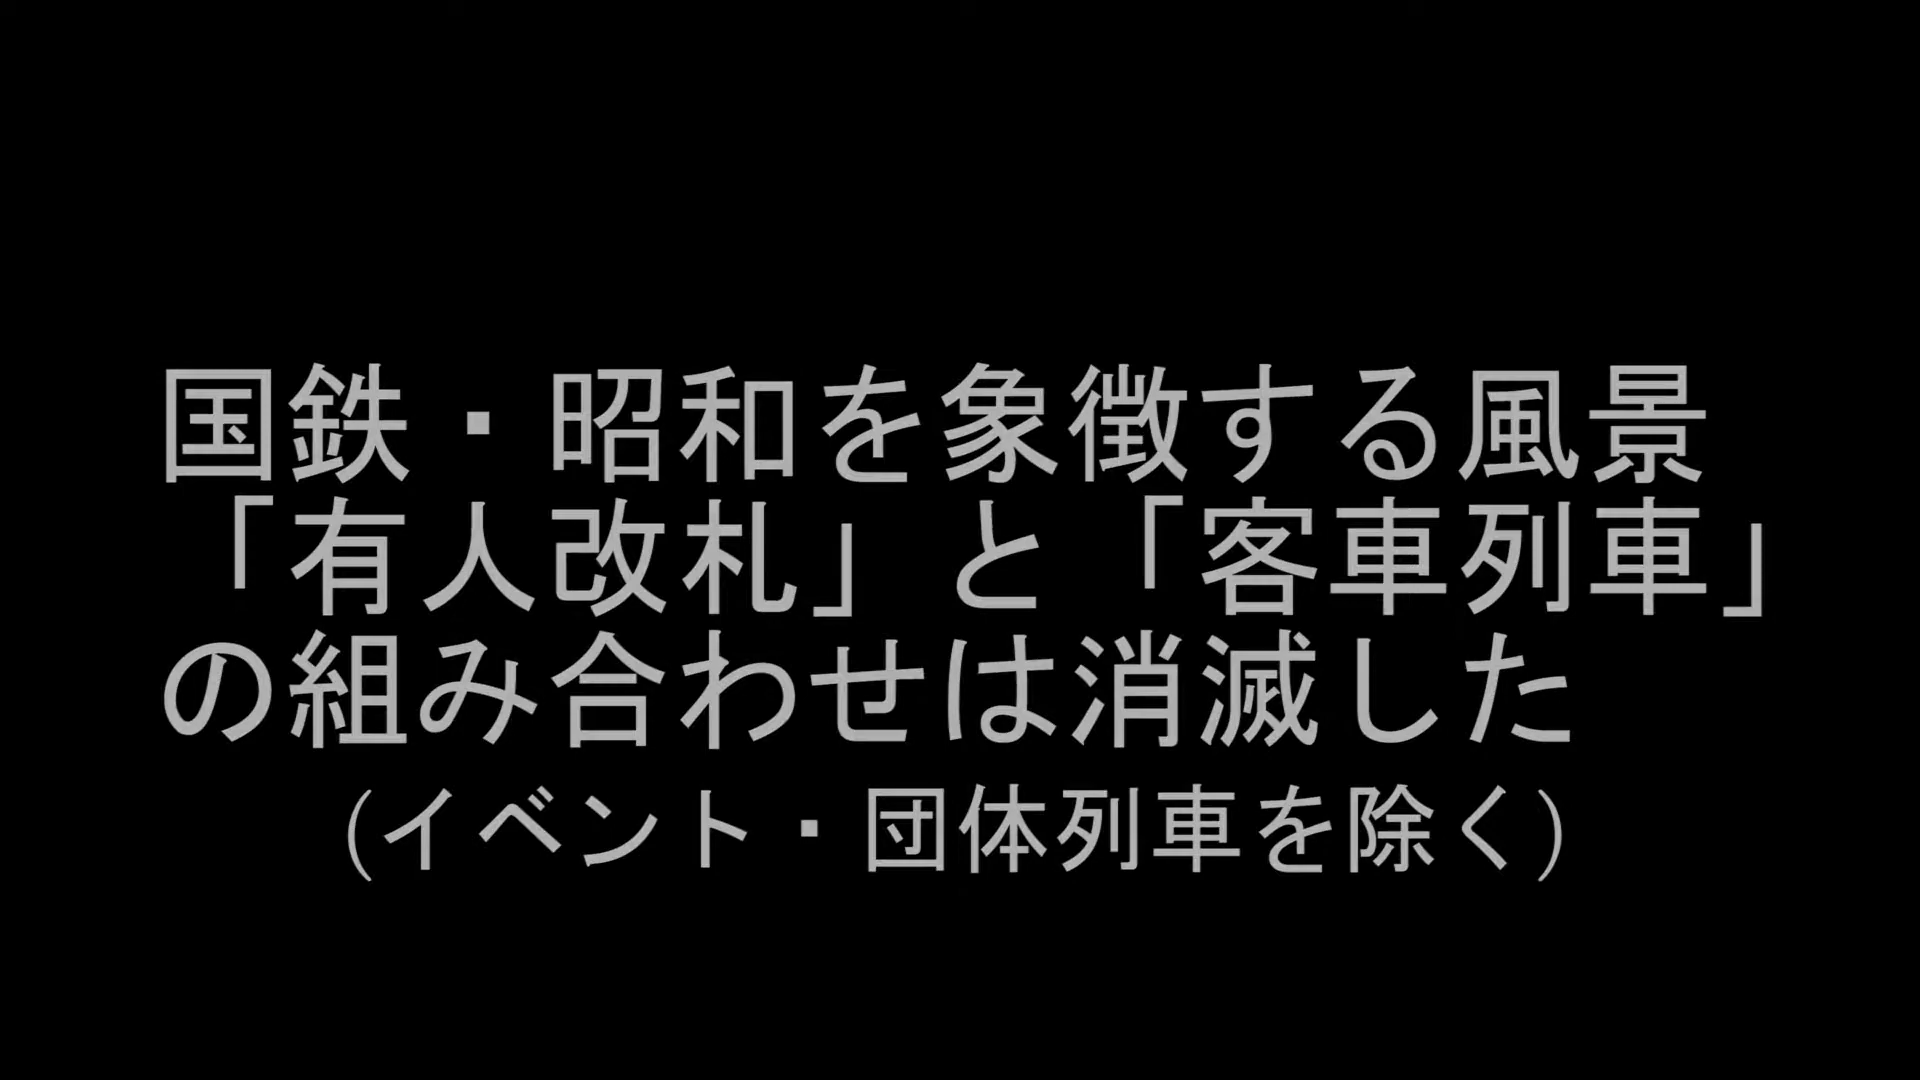 国鉄・昭和を象徴する風景
「有人改札」と「客車列車」
の組み合わせは消滅した
(イベント・団体列車を除く)